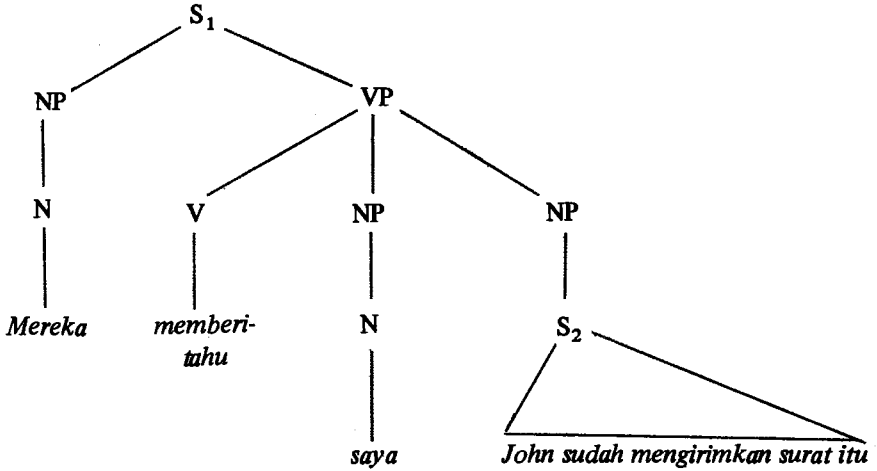 S₁
NP VP
N V NP NP
Mereka memberi- N S₂
tahu
saya John sudah mengirimkan surat itu